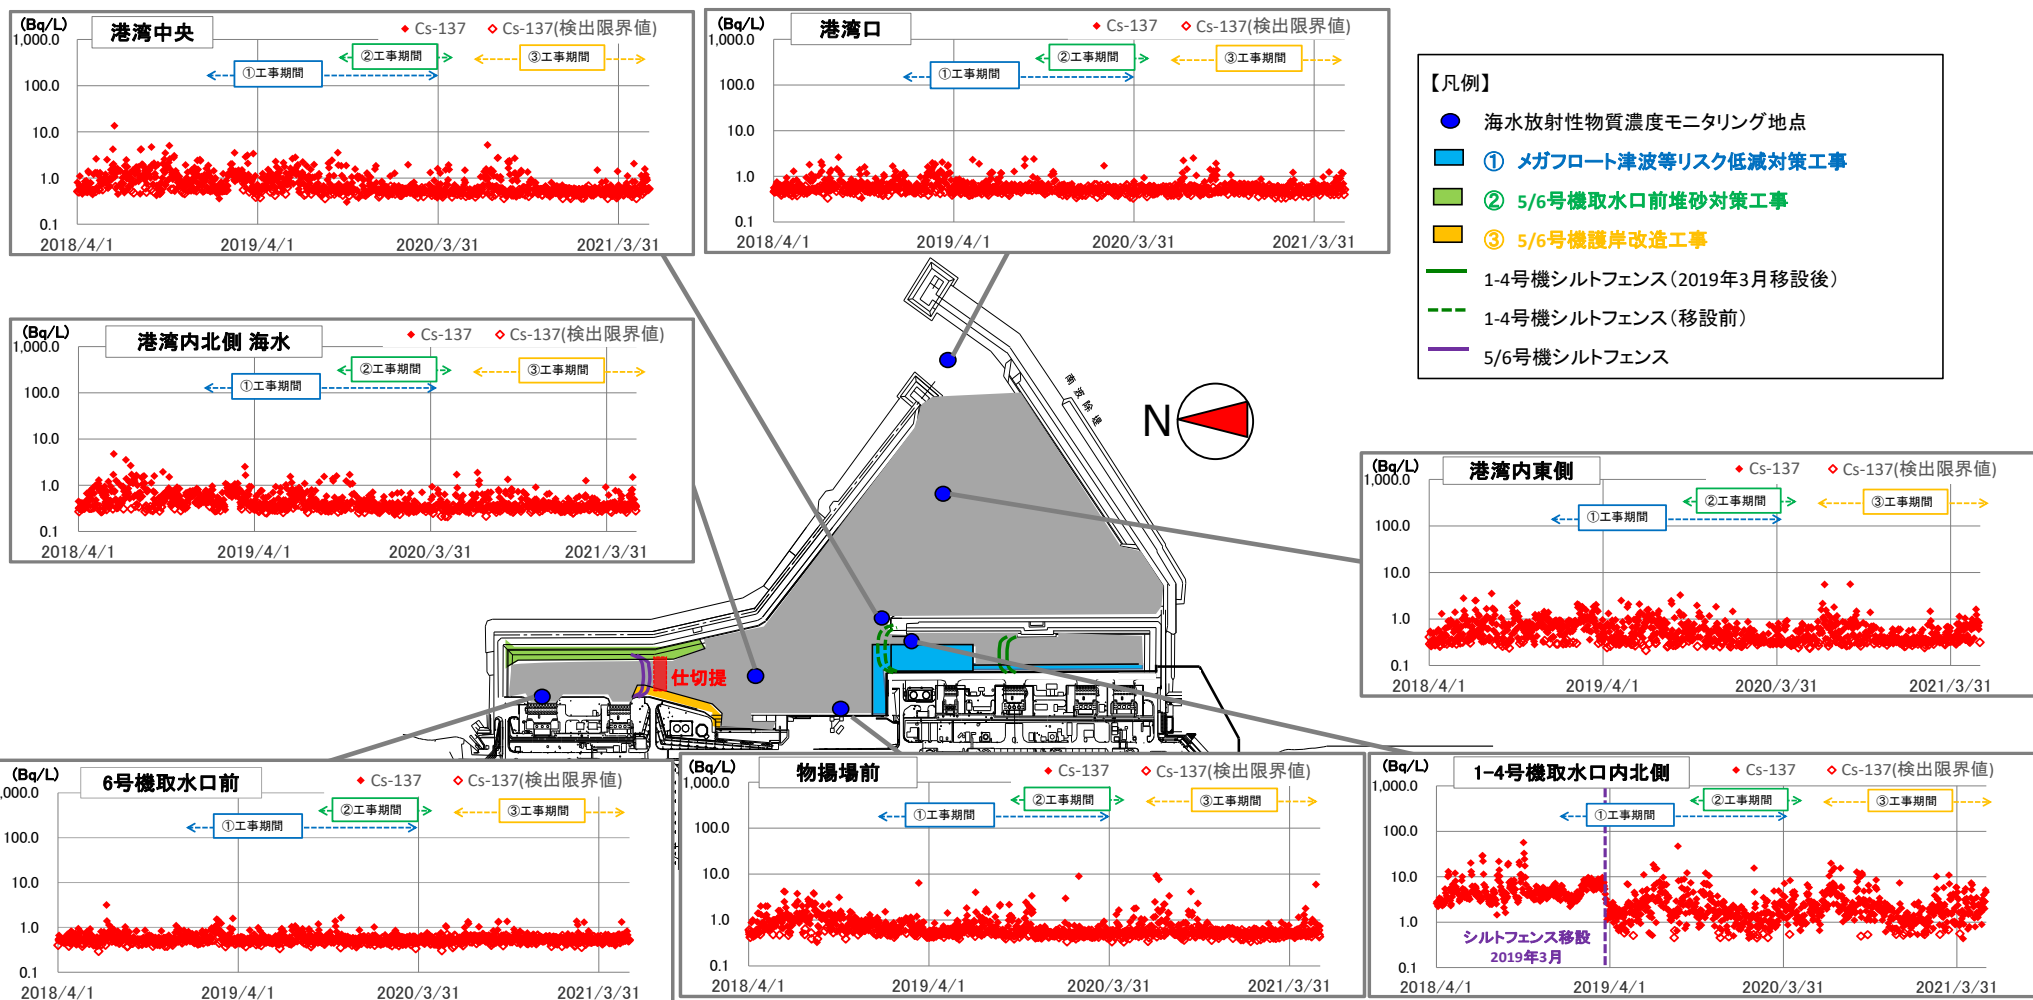 (Bq/L)
港湾中央
Cs-137
Cs-137(検出限界値)
1,000.0
100.0
10.0
1.0
0.1
①工事期間
②工事期間
③工事期間
2018/4/1
2019/4/1
2020/3/31
2021/3/31
(Bq/L)
港湾口
Cs-137
Cs-137(検出限界値)
1,000.0
100.0
10.0
1.0
0.1
①工事期間
②工事期間
③工事期間
2018/4/1
2019/4/1
2020/3/31
2021/3/31
【凡例】
海水放射性物質濃度モニタリング地点
① メガフロート津波等リスク低減対策工事
② 5/6号機取水口前堆砂対策工事
③ 5/6号機護岸改造工事
1-4号機シルトフェンス(2019年3月移設後)
1-4号機シルトフェンス(移設前)
5/6号機シルトフェンス
(Bq/L)
港湾内北側 海水
Cs-137
Cs-137(検出限界値)
1,000.0
100.0
10.0
1.0
0.1
①工事期間
②工事期間
③工事期間
2018/4/1
2019/4/1
2020/3/31
2021/3/31
南波除堤
N
仕切提
(Bq/L)
港湾内東側
Cs-137
Cs-137(検出限界値)
1,000.0
100.0
10.0
1.0
0.1
①工事期間
②工事期間
③工事期間
2018/4/1
2019/4/1
2020/3/31
2021/3/31
(Bq/L)
6号機取水口前
Cs-137
Cs-137(検出限界値)
,000.0
100.0
10.0
1.0
0.1
①工事期間
②工事期間
③工事期間
2018/4/1
2019/4/1
2020/3/31
2021/3/31
(Bq/L)
物揚場前
Cs-137
Cs-137(検出限界値)
1,000.0
100.0
10.0
1.0
0.1
①工事期間
②工事期間
③工事期間
2018/4/1
2019/4/1
2020/3/31
2021/3/31
(Bq/L)
1-4号機取水口内北側
Cs-137
Cs-137(検出限界値)
1,000.0
100.0
10.0
1.0
0.1
①工事期間
②工事期間
③工事期間
シルトフェンス移設
2019年3月
2018/4/1
2019/4/1
2020/3/31
2021/3/31